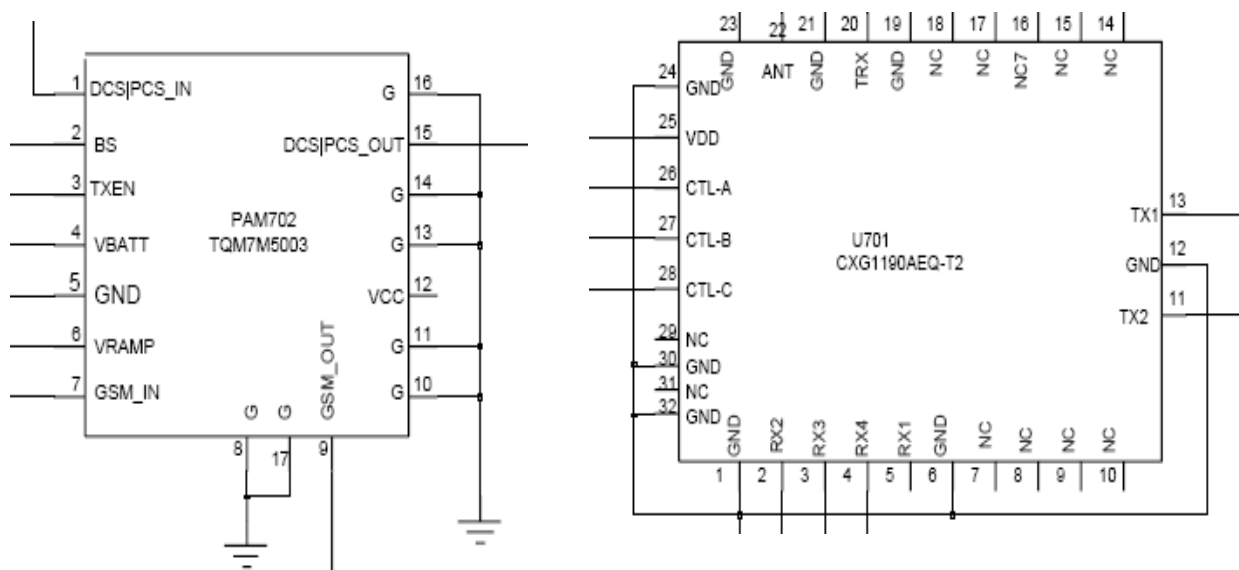 1 DCS|PCS_IN
2 BS
3 TXEN
4 VBATT
5 GND
6 VRAMP
7 GSM_IN
PAM702
TQM7M5003
G 16
DCS|PCS_OUT 15
G 14
G 13
VCC 12
G 11
G 10
G G GSM_OUT
8 17 9
23 22 21 20 19 18 17 16 15 14
GND ANT GND TRX GND NC NC NC7 NC NC
24 GND
25 VDD
26 CTL-A
27 CTL-B
28 CTL-C
29 NC
30 GND
31 NC
32 GND
U701
CXG1190AEQ-T2
TX1 13
GND 12
TX2 11
GND RX2 RX3 RX4 RX1 GND NC NC NC NC
1 2 3 4 5 6 7 8 9 10